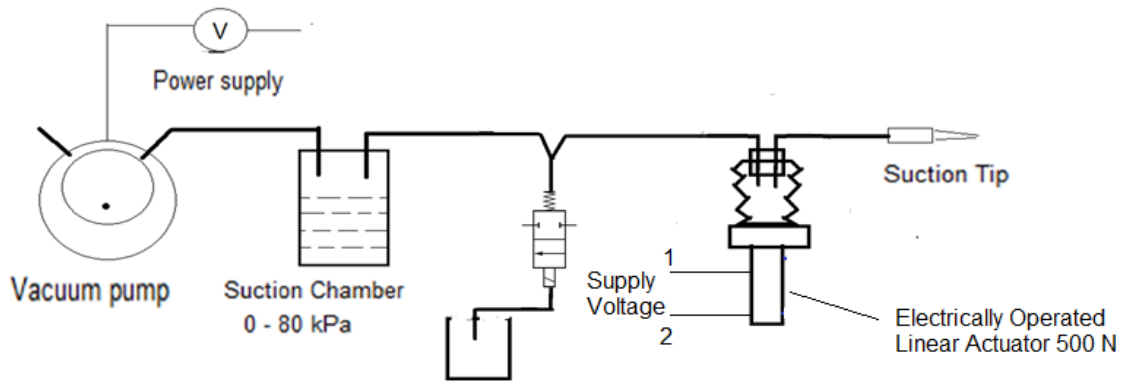 V
Power supply
Suction Tip
Vacuum pump
Suction Chamber
0 - 80 kPa
1
Supply
Voltage
2
Electrically Operated
Linear Actuator 500 N